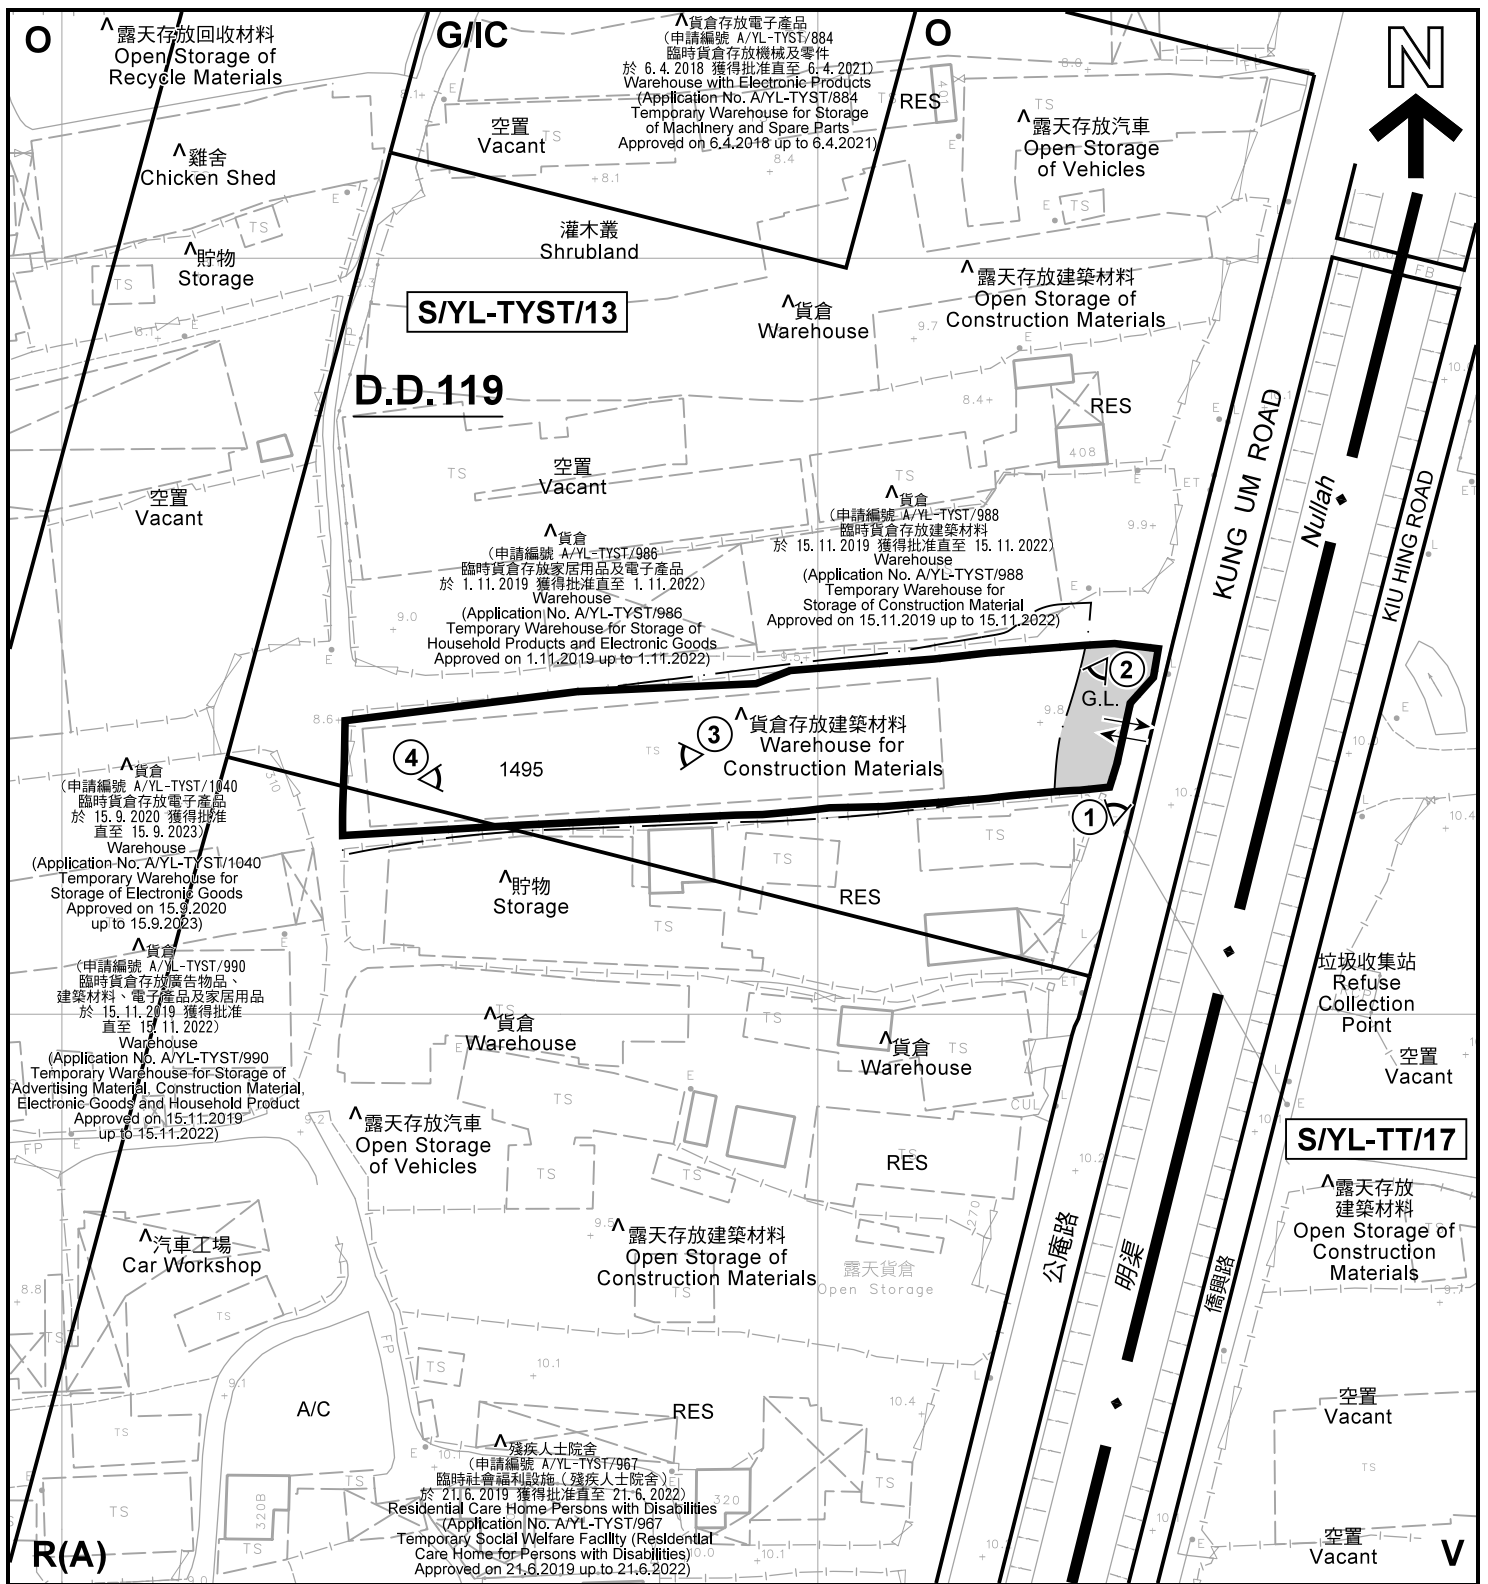 O
^露天存放回收材料
Open Storage of
Recycle Materials
G/IC
^貨倉存放電子產品
(申請編號 A/YL-TYST/884
臨時貨倉存放機械及零件
於 6.4.2018 獲得批准直至 6.4.2021)
Warehouse with Electronic Products
(Application No. A/YL-TYST/884
Temporary Warehouse for Storage
of Machinery and Spare Parts
Approved on 6.4.2018 up to 6.4.2021)
O
RES
N
空置
Vacant
^露天存放汽車
Open Storage
of Vehicles
^雞舍
Chicken Shed
灌木叢
Shrubland
^貯物
Storage
S/YL-TYST/13
^貨倉
Warehouse
^露天存放建築材料
Open Storage of
Construction Materials
D.D.119
RES
408
空置
Vacant
空置
Vacant
^貨倉
(申請編號 A/YL-TYST/986
臨時貨倉存放家居用品及電子產品
於 1.11.2019 獲得批准直至 1.11.2022)
Warehouse
(Application No. A/YL-TYST/986
Temporary Warehouse for Storage of
Household Products and Electronic Goods
Approved on 1.11.2019 up to 1.11.2022)
^貨倉
(申請編號 A/YL-TYST/988
臨時貨倉存放建築材料
於 15.11.2019 獲得批准直至 15.11.2022)
Warehouse
(Application No. A/YL-TYST/988
Temporary Warehouse for
Storage of Construction Material
Approved on 15.11.2019 up to 15.11.2022)
KUNG UM ROAD
Nullah
KIU HING ROAD
2
G.L.
3
^貨倉存放建築材料
Warehouse for
Construction Materials
4
1495
1
^貨倉
(申請編號 A/YL-TYST/1040
臨時貨倉存放電子產品
於 15.9.2020 獲得批准
直至 15.9.2023)
Warehouse
(Application No. A/YL-TYST/1040
Temporary Warehouse for
Storage of Electronic Goods
Approved on 15.9.2020
up to 15.9.2023)
^貯物
Storage
RES
^貨倉
(申請編號 A/YL-TYST/990
臨時貨倉存放廣告物品、
建築材料、電子產品及家居用品
於 15.11.2019 獲得批准
直至 15.11.2022)
Warehouse
(Application No. A/YL-TYST/990
Temporary Warehouse for Storage of
Advertising Material, Construction Material,
Electronic Goods and Household Product
Approved on 15.11.2019
up to 15.11.2022)
^貨倉
Warehouse
^貨倉
Warehouse
垃圾收集站
Refuse
Collection
Point
空置
Vacant
^露天存放汽車
Open Storage
of Vehicles
RES
S/YL-TT/17
^露天存放
建築材料
Open Storage of
Construction
Materials
^汽車工場
Car Workshop
^露天存放建築材料
Open Storage of
Construction Materials
露天貨倉
Open Storage
公庵路
明渠
僑興路
A/C
RES
空置
Vacant
^殘疾人士院舍
(申請編號 A/YL-TYST/967
臨時社會福利設施 (殘疾人士院舍)
於 21.6.2019 獲得批准直至 21.6.2022)
Residential Care Home Persons with Disabilities
(Application No. A/YL-TYST/967
Temporary Social Welfare Facility (Residential
Care Home for Persons with Disabilities)
Approved on 21.6.2019 up to 21.6.2022)
320B
320
空置
Vacant
R(A)
V